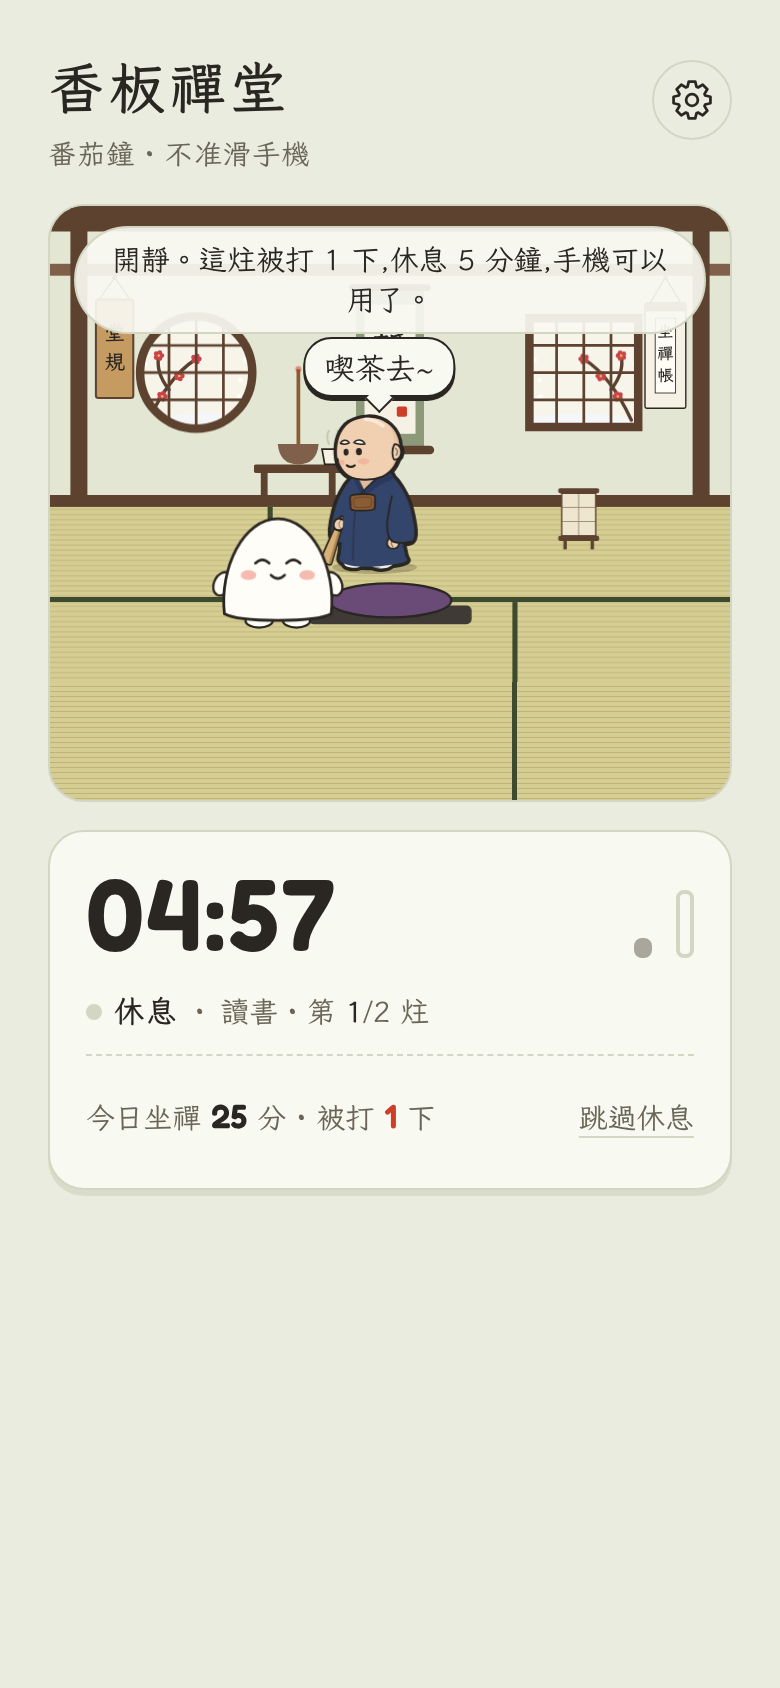 香板禪堂
番茄鐘・不准滑手機
開靜。這炷被打 1 下,休息 5 分鐘,手機可以
用了。
堂規
喫茶去~
坐禪帳
04:57
休息 ・ 讀書・第 1/2 炷
今日坐禪 25 分・被打 1 下
跳過休息